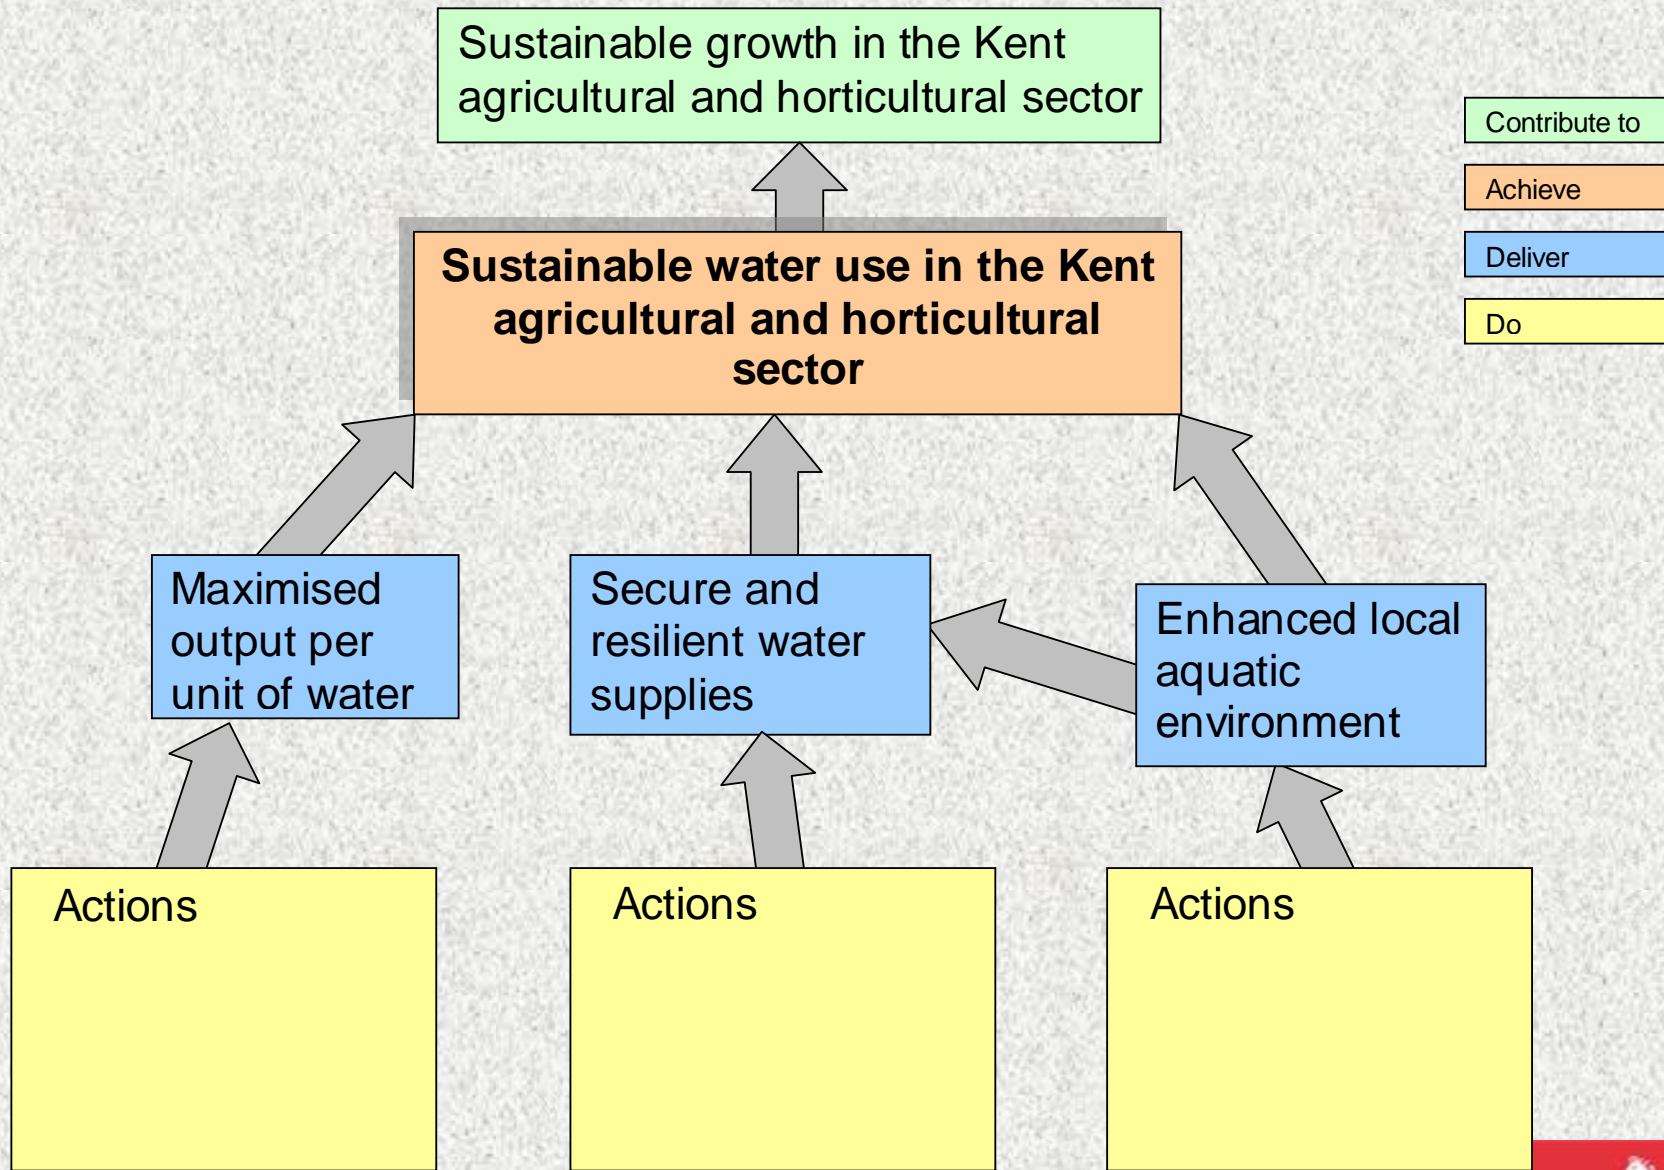 Sustainable growth in the Kent
agricultural and horticultural sector
Contribute to
Achieve
Deliver
Do
Sustainable water use in the Kent
agricultural and horticultural
sector
Maximised
output per
unit of water
Secure and
resilient water
supplies
Enhanced local
aquatic
environment
Actions
Actions
Actions